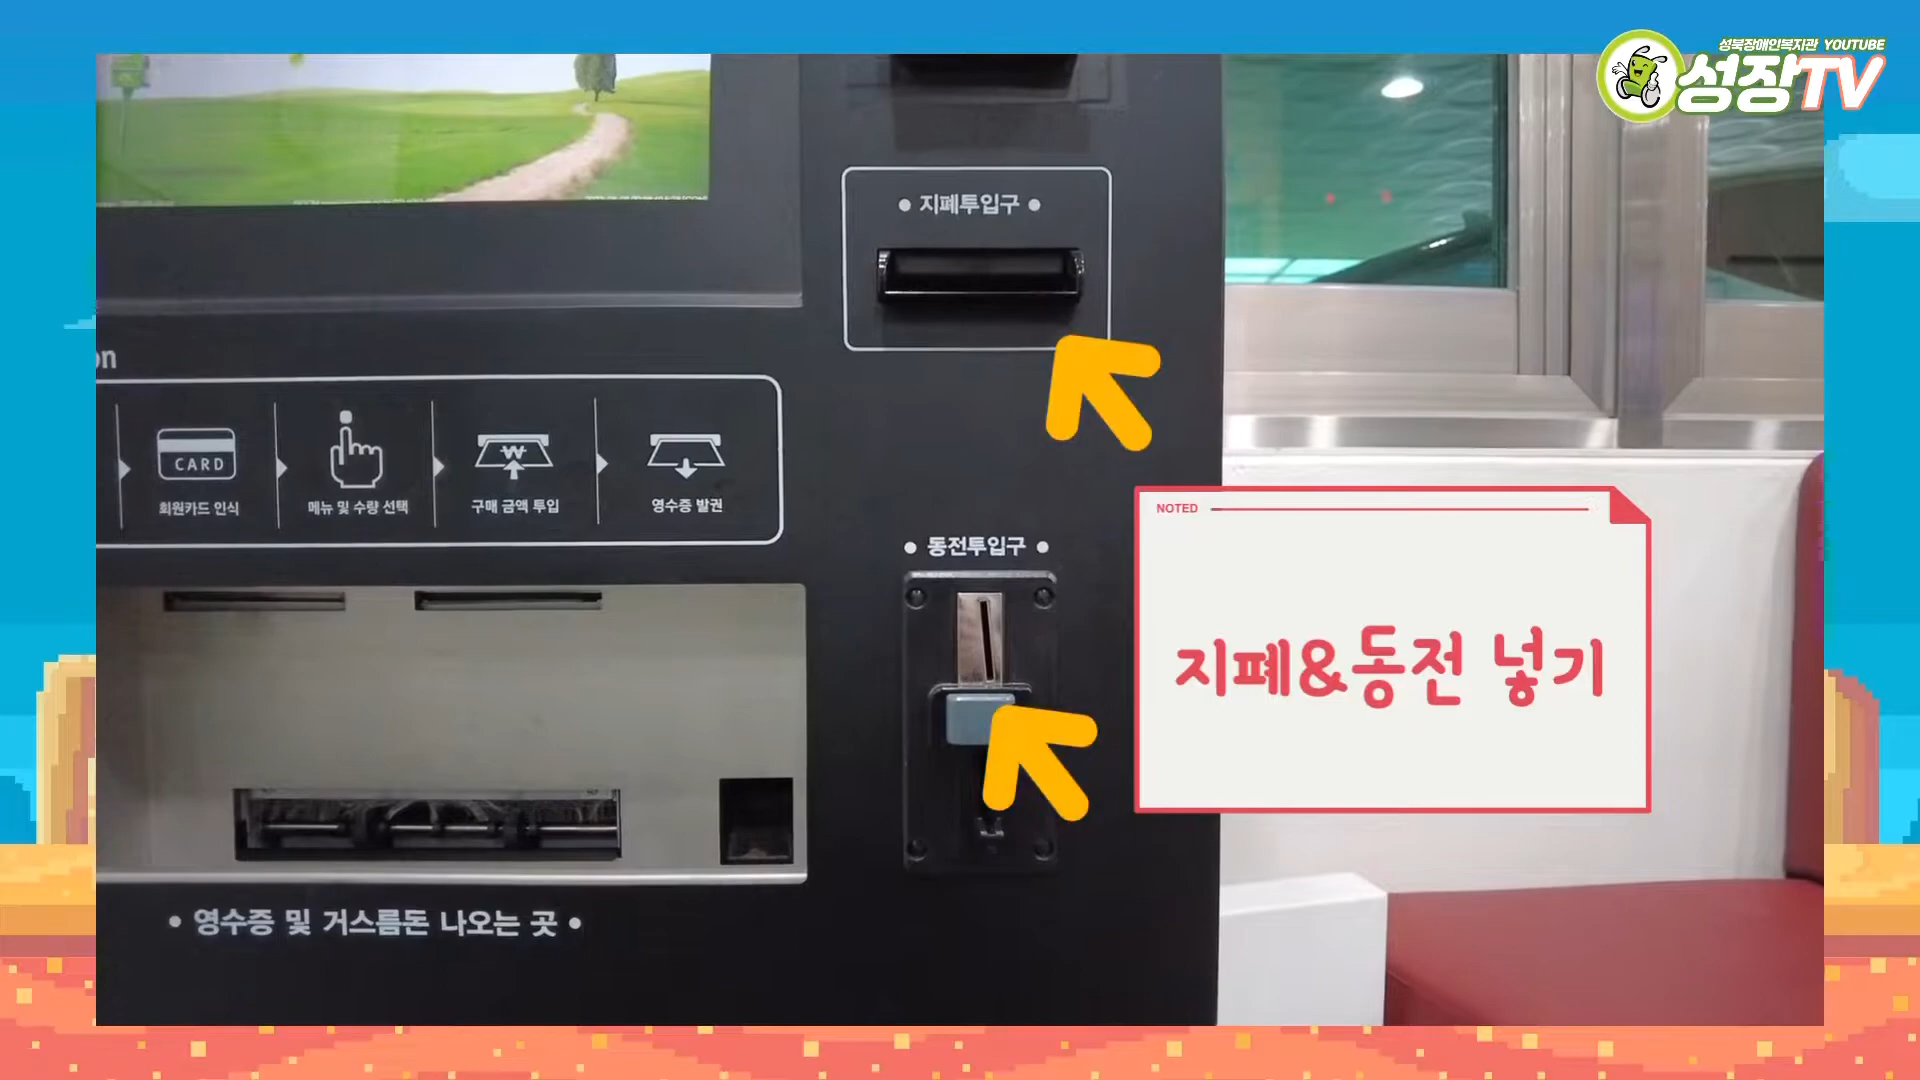 성북장애인복지관 YOUTUBE
성장TV
● 지폐투입구 ●
on
CARD
회원카드 인식
메뉴 및 수량 선택
₩
구매 금액 투입
영수증 발권
● 동전투입구 ●
NOTED
지폐&동전 넣기
● 영수증 및 거스름돈 나오는 곳 ●